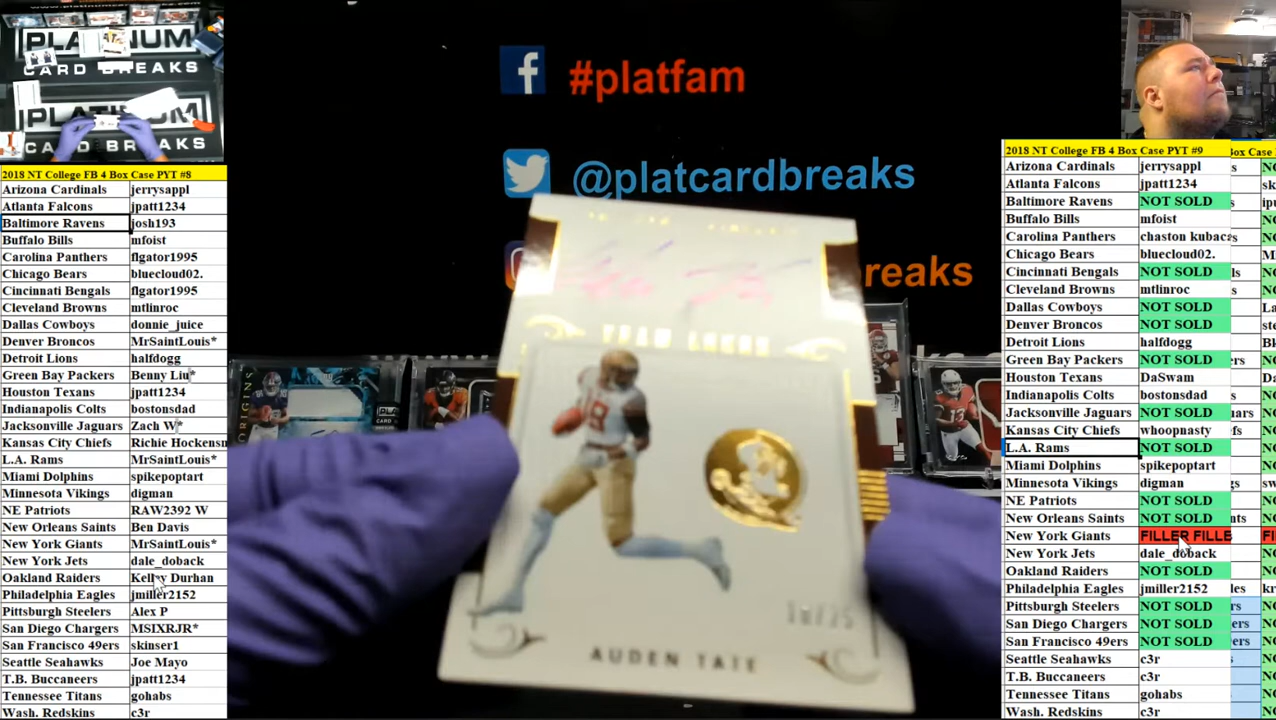 PLATINUM
CARD BREAKS
PLATINUM
CARD BREAKS
2018 NT College FB 4 Box Case PYT #8
Arizona Cardinals jerrysappl
Atlanta Falcons jpatt1234
Baltimore Ravens josh193
Buffalo Bills mfoist
Carolina Panthers flgator1995
Chicago Bears bluecloud02.
Cincinnati Bengals flgator1995
Cleveland Browns mtlinroc
Dallas Cowboys donnie_juice
Denver Broncos MrSaintLouis*
Detroit Lions halfdogg
Green Bay Packers Benny Liu*
Houston Texans jpatt1234
Indianapolis Colts bostonsdad
Jacksonville Jaguars Zach W*
Kansas City Chiefs Richie Hockensn
L.A. Rams MrSaintLouis*
Miami Dolphins spikepoptart
Minnesota Vikings digman
NE Patriots RAW2392 W
New Orleans Saints Ben Davis
New York Giants MrSaintLouis*
New York Jets dale_doback
Oakland Raiders Kelley Durhan
Philadelphia Eagles jmiller2152
Pittsburgh Steelers Alex P
San Diego Chargers MSIXRJR*
San Francisco 49ers skinser1
Seattle Seahawks Joe Mayo
T.B. Buccaneers jpatt1234
Tennessee Titans gohabs
Wash. Redskins c3r
#platfam
@platcardbreaks
breaks
ORIGINS
18
AUDEN TATE
2018 NT College FB 4 Box Case PYT #9
Arizona Cardinals jerrysappl
Atlanta Falcons jpatt1234
Baltimore Ravens NOT SOLD
Buffalo Bills mfoist
Carolina Panthers chaston kubacs
Chicago Bears bluecloud02.
Cincinnati Bengals NOT SOLD
Cleveland Browns mtlinroc
Dallas Cowboys NOT SOLD
Denver Broncos NOT SOLD
Detroit Lions halfdogg
Green Bay Packers NOT SOLD
Houston Texans DaSwam
Indianapolis Colts bostonsdad
Jacksonville Jaguars NOT SOLD
Kansas City Chiefs whoopnasty
L.A. Rams NOT SOLD
Miami Dolphins spikepoptart
Minnesota Vikings digman
NE Patriots NOT SOLD
New Orleans Saints NOT SOLD
New York Giants FILLER FILLE
New York Jets dale_doback
Oakland Raiders NOT SOLD
Philadelphia Eagles jmiller2152
Pittsburgh Steelers NOT SOLD
San Diego Chargers NOT SOLD
San Francisco 49ers NOT SOLD
Seattle Seahawks c3r
T.B. Buccaneers c3r
Tennessee Titans gohabs
Wash. Redskins c3r